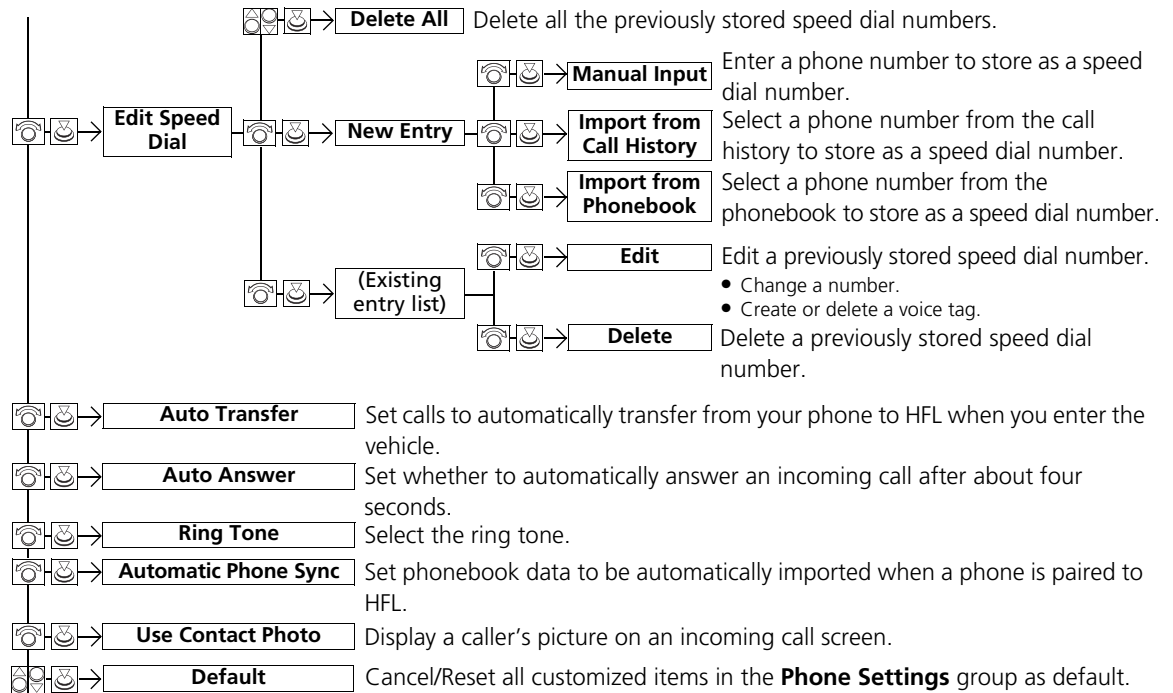 Delete All Delete all the previously stored speed dial numbers.
Manual Input Enter a phone number to store as a speed
dial number.
Edit Speed
Dial
New Entry
Import from
Call History
Select a phone number from the call
history to store as a speed dial number.
Import from
Phonebook
Select a phone number from the
phonebook to store as a speed dial number.
(Existing
entry list)
Edit Edit a previously stored speed dial number.
• Change a number.
• Create or delete a voice tag.
Delete Delete a previously stored speed dial
number.
Auto Transfer Set calls to automatically transfer from your phone to HFL when you enter the
vehicle.
Auto Answer Set whether to automatically answer an incoming call after about four
seconds.
Ring Tone Select the ring tone.
Automatic Phone Sync Set phonebook data to be automatically imported when a phone is paired to
HFL.
Use Contact Photo Display a caller’s picture on an incoming call screen.
Default Cancel/Reset all customized items in the Phone Settings group as default.